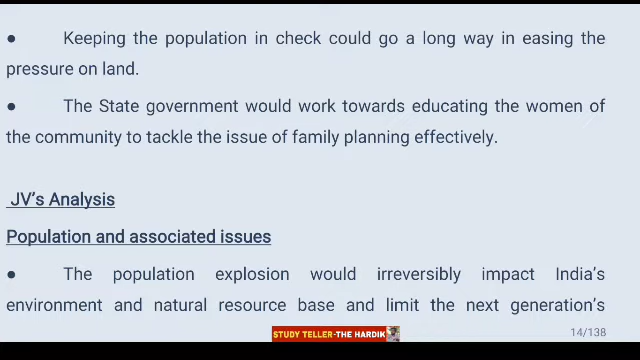 ● Keeping the population in check could go a long way in easing the
pressure on land.
● The State government would work towards educating the women of
the community to tackle the issue of family planning effectively.
JV's Analysis
Population and associated issues
● The population explosion would irreversibly impact India's
environment and natural resource base and limit the next generation's
STUDY TELLER-THE HARDIK
14/138